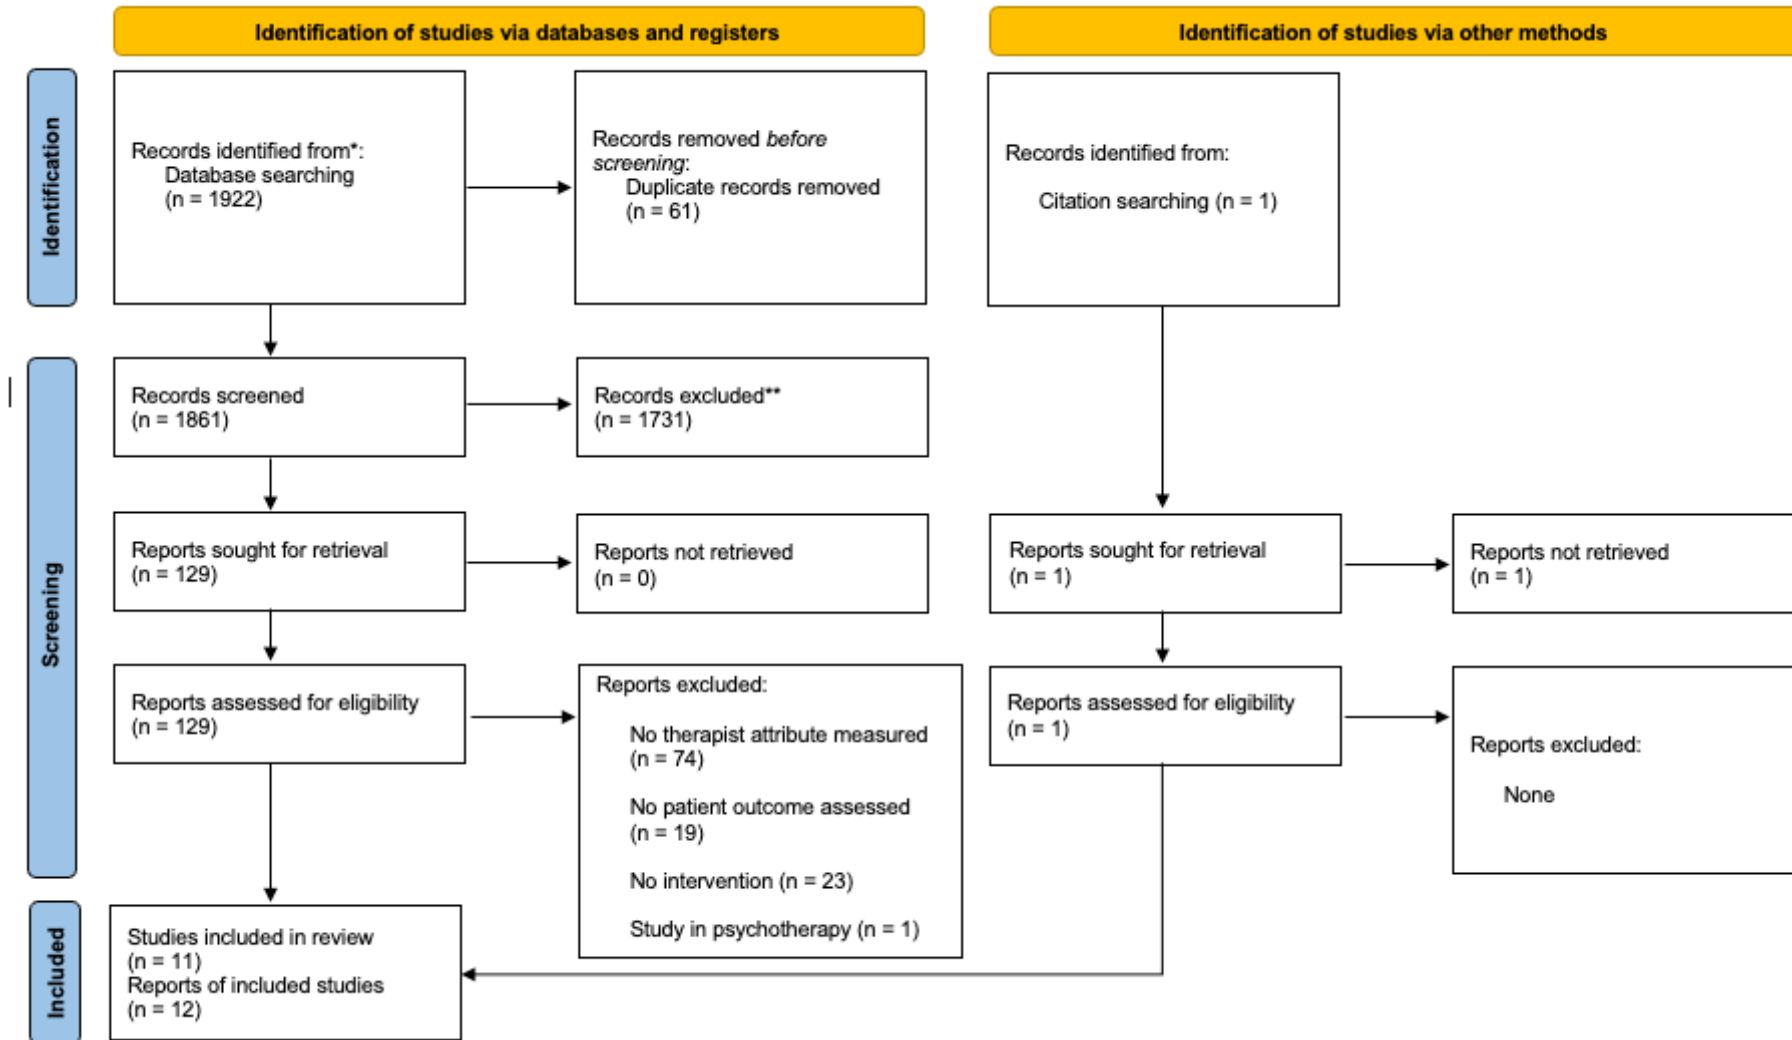 Identification of studies via databases and registers
Identification of studies via other methods
Identification
Records identified from*:
Database searching
(n = 1922)
Records removed before
screening:
Duplicate records removed
(n = 61)
Records identified from:
Citation searching (n = 1)
Screening
Records screened
(n = 1861)
Records excluded**
(n = 1731)
Reports sought for retrieval
(n = 129)
Reports not retrieved
(n = 0)
Reports sought for retrieval
(n = 1)
Reports not retrieved
(n = 1)
Reports assessed for eligibility
(n = 129)
Reports excluded:
No therapist attribute measured
(n = 74)
No patient outcome assessed
(n = 19)
No intervention (n = 23)
Study in psychotherapy (n = 1)
Reports assessed for eligibility
(n = 1)
Reports excluded:
None
Included
Studies included in review
(n = 11)
Reports of included studies
(n = 12)